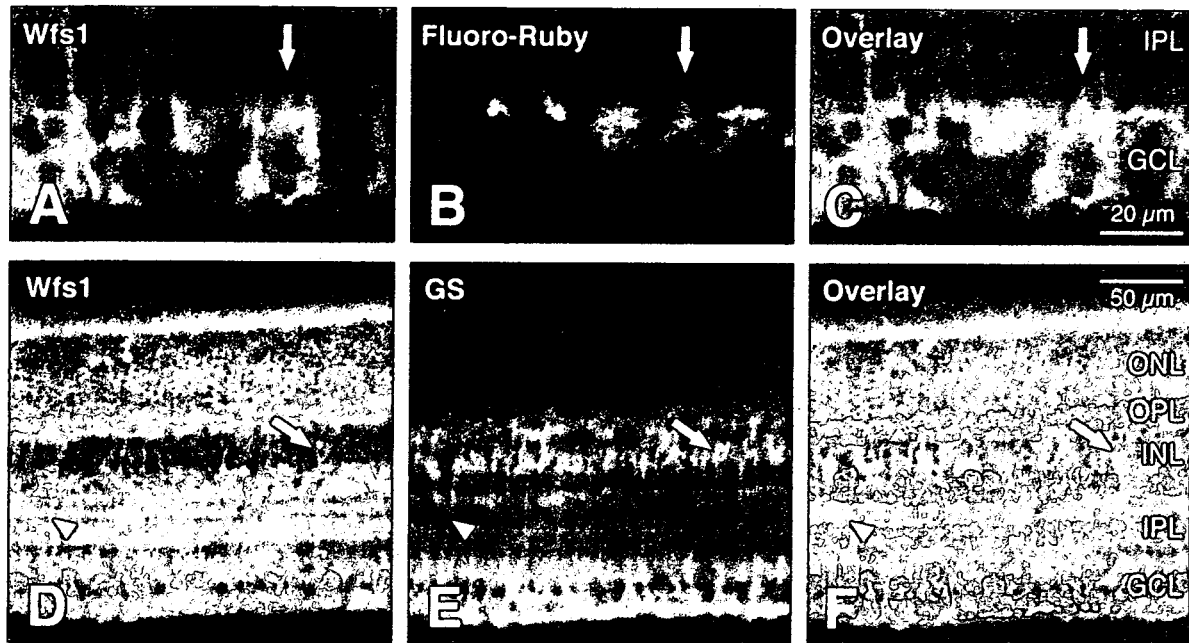 Wfs1
A
Fluoro-Ruby
B
Overlay
IPL
GCL
C
20 µm
Wfs1
D
GS
E
Overlay
50 µm
ONL
OPL
INL
IPL
GCL
F